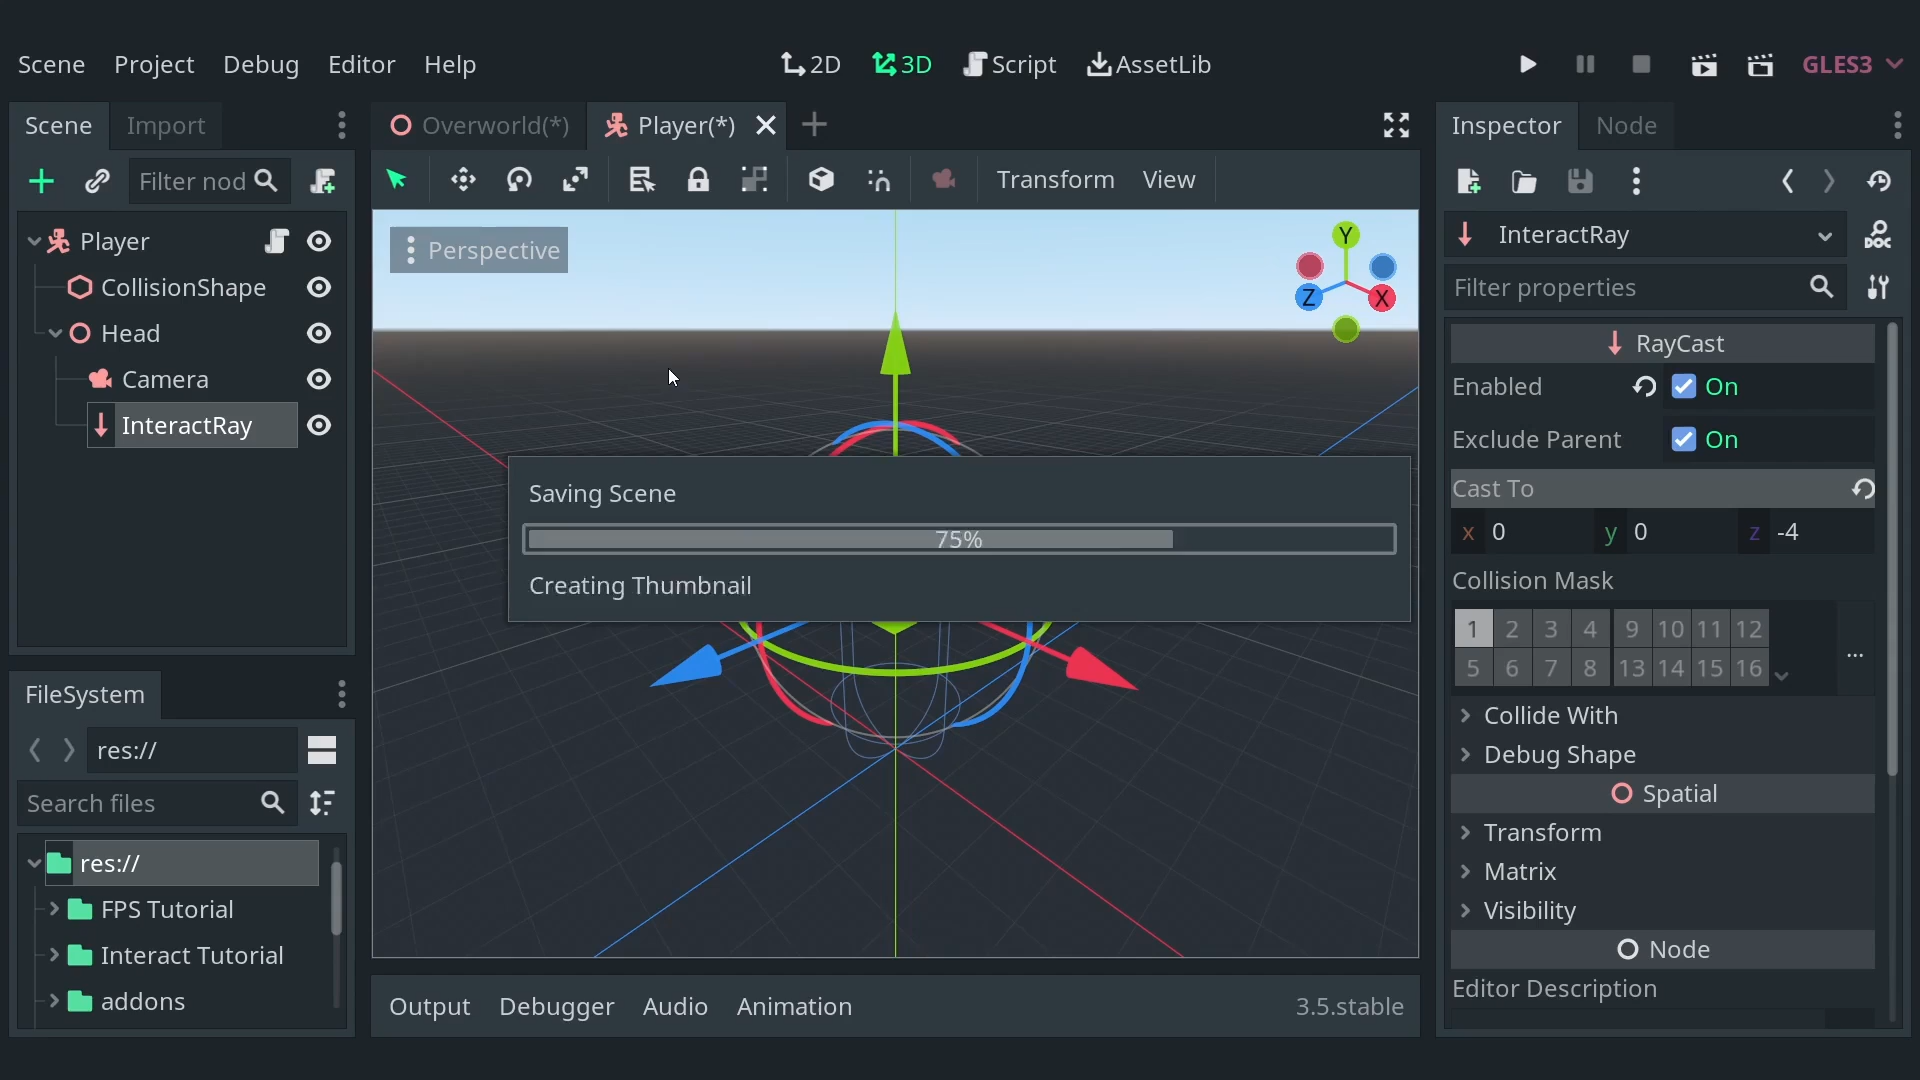 Scene Project Debug Editor Help
2D 3D Script AssetLib
GLES3
Scene Import
Filter nod
Player
CollisionShape
Head
Camera
InteractRay
FileSystem
res://
Search files
res://
FPS Tutorial
Interact Tutorial
addons
Overworld(*) Player(*)
Transform View
Perspective
Y
Z X
Saving Scene
75%
Creating Thumbnail
Output Debugger Audio Animation 3.5.stable
Inspector Node
InteractRay
DOC
Filter properties
RayCast
Enabled On
Exclude Parent On
Cast To
x 0 y 0 z -4
Collision Mask
1 2 3 4 9 10 11 12
5 6 7 8 13 14 15 16
...
Collide With
Debug Shape
Spatial
Transform
Matrix
Visibility
Node
Editor Description